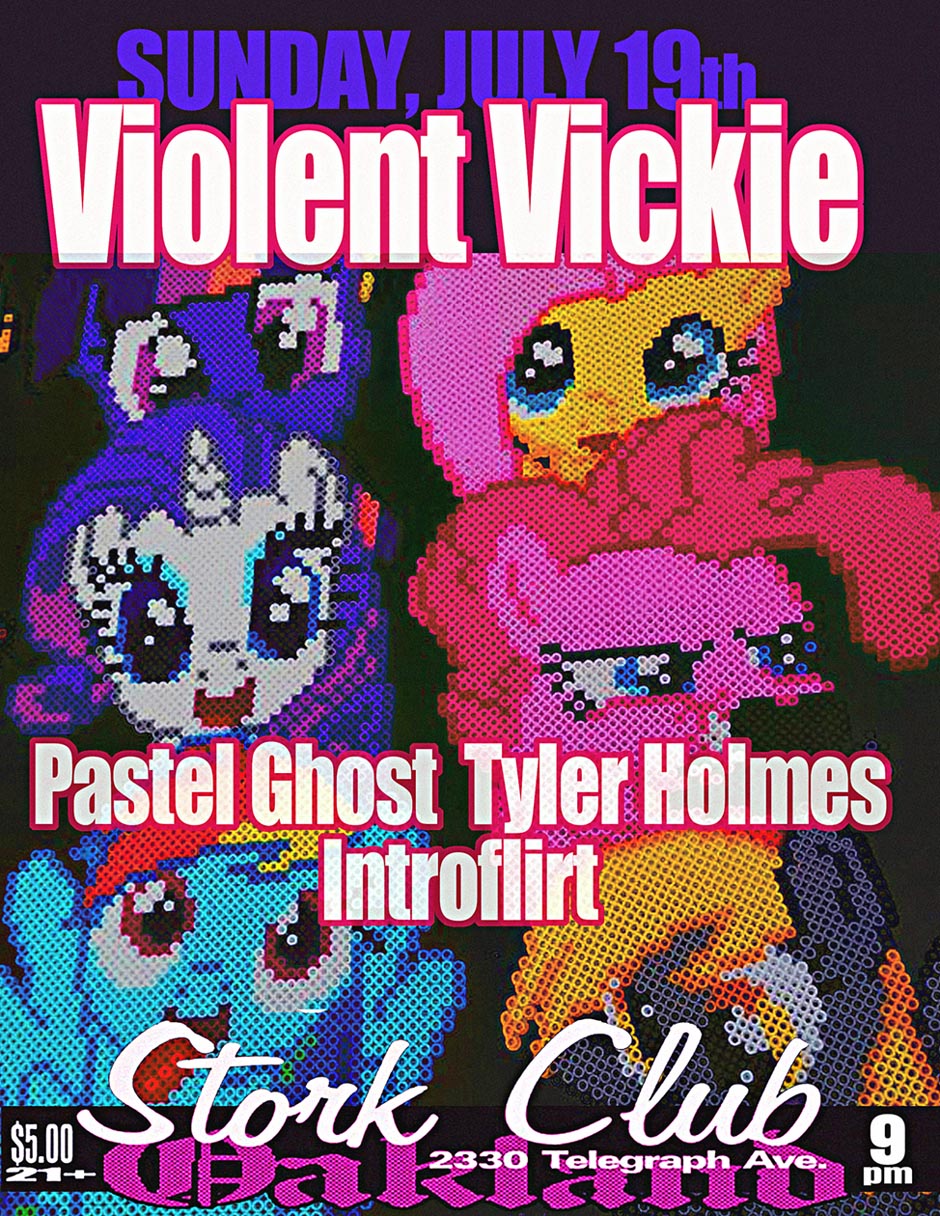 SUNDAY, JULY 19th
Violent Vickie
Pastel Ghost Tyler Holmes
Introflirt
Stork Club
$5.00
21+
2330 Telegraph Ave.
Oakland
9
pm